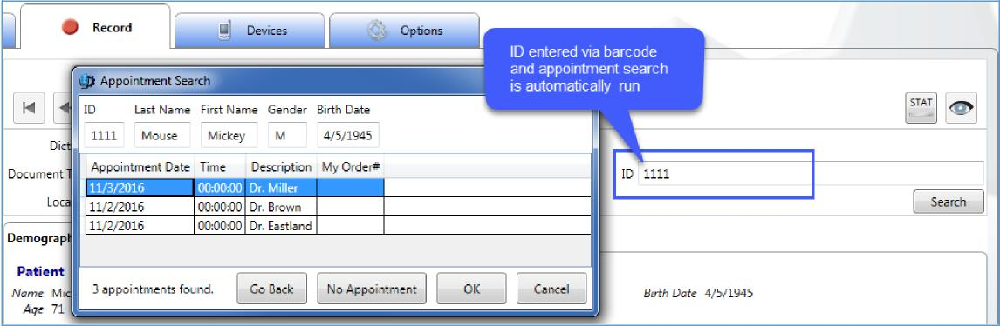 Record
Devices
Options
ID entered via barcode
and appointment search
is automatically run
Appointment Search
ID Last Name First Name Gender Birth Date
1111 Mouse Mickey M 4/5/1945
Appointment Date Time Description My Order#
11/3/2016 00:00:00 Dr. Miller
11/2/2016 00:00:00 Dr. Brown
11/2/2016 00:00:00 Dr. Eastland
3 appointments found. Go Back No Appointment OK Cancel
STAT
Dict
Document T
ID 1111
Loca
Search
Demograph
Patient
Name Mic
Birth Date 4/5/1945
Age 71